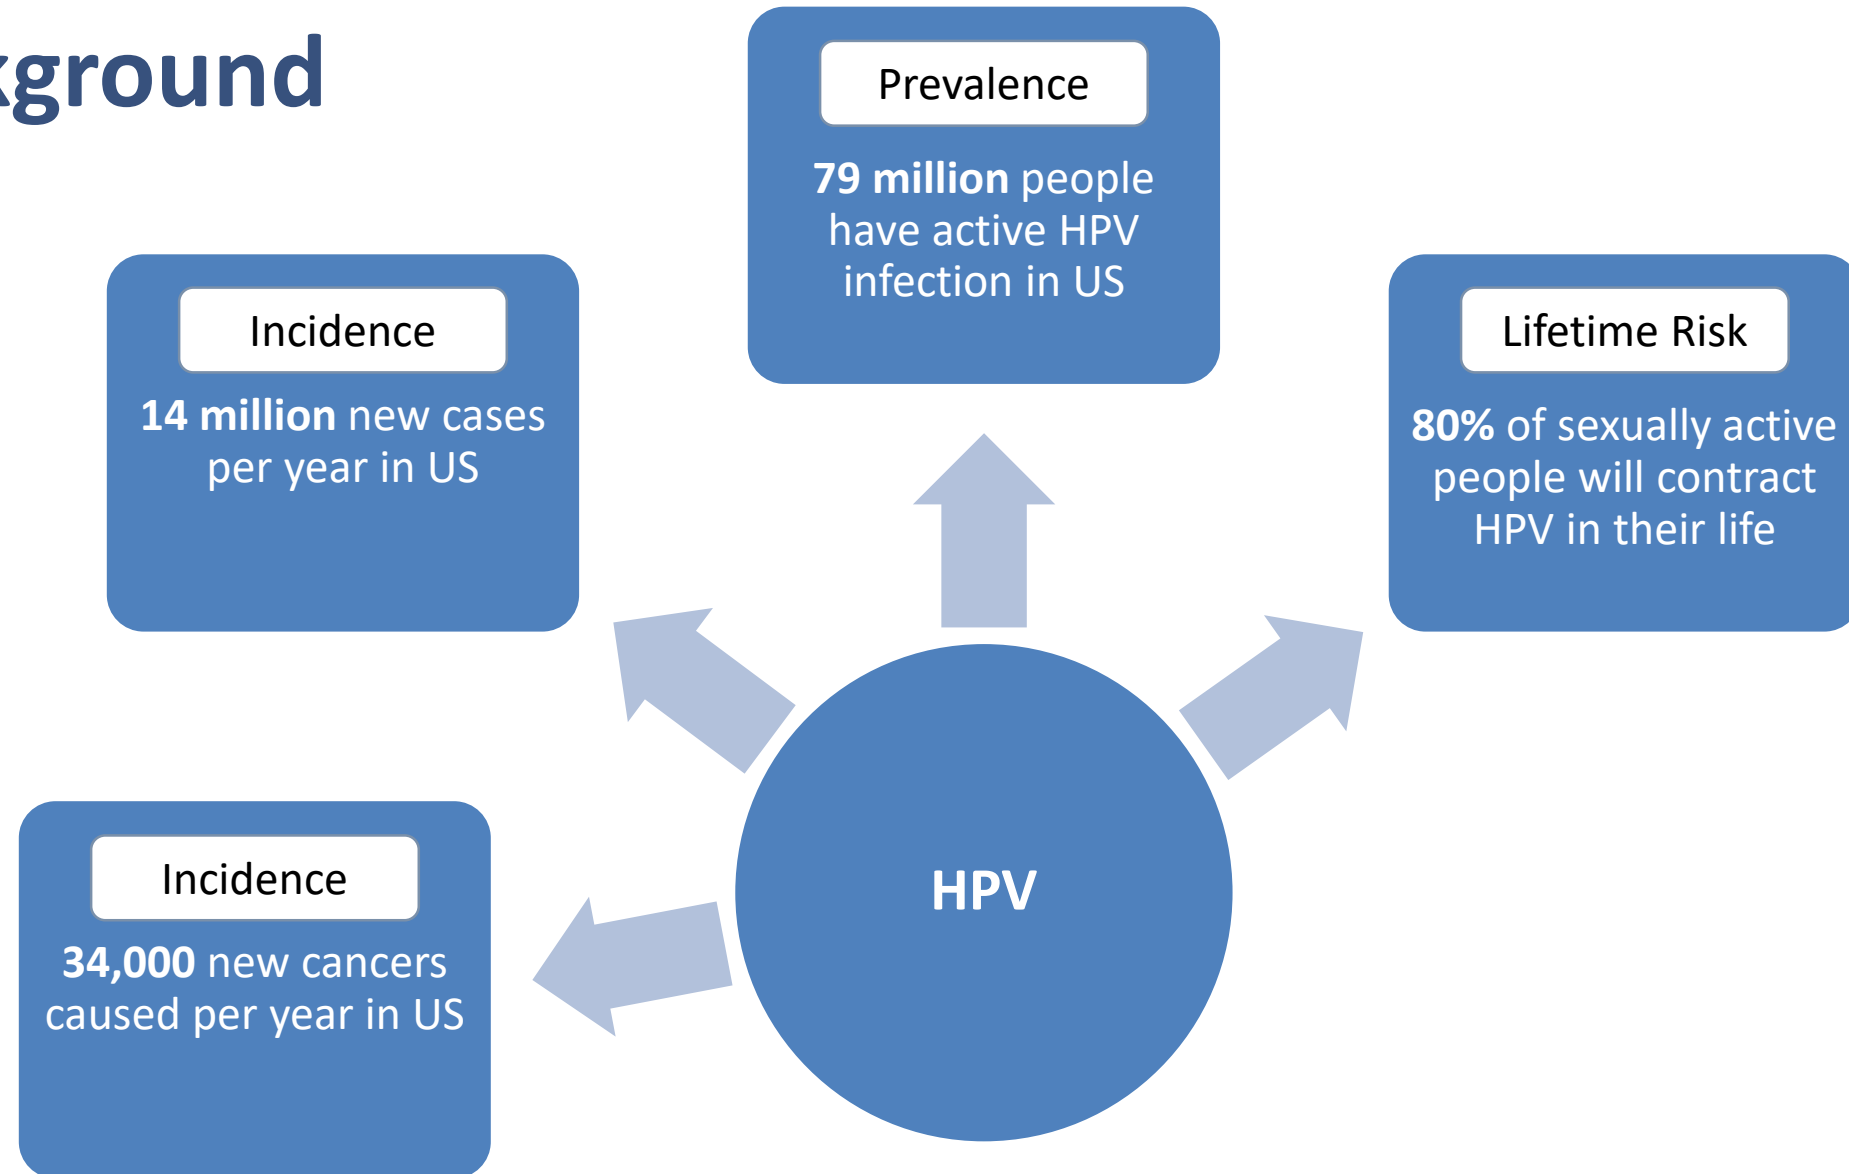 kground
Prevalence
79 million people
have active HPV
infection in US
Incidence
14 million new cases
per year in US
Lifetime Risk
80% of sexually active
people will contract
HPV in their life
Incidence
34,000 new cancers
caused per year in US
HPV